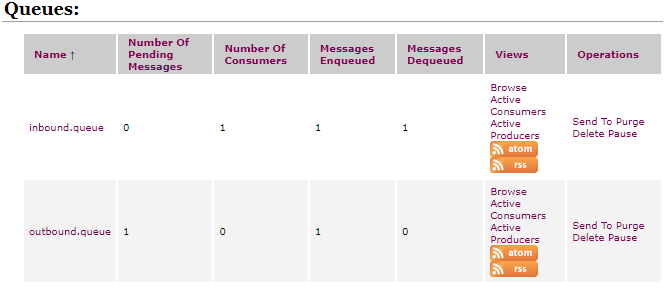 Queues:
Name ↑ Number Of Pending Messages Number Of Consumers Messages Enqueued Messages Dequeued Views Operations
inbound.queue 0 1 1 1
Browse
Active
Consumers
Active
Producers
atom
rss
Send To Purge
Delete Pause
outbound.queue 1 0 1 0
Browse
Active
Consumers
Active
Producers
atom
rss
Send To Purge
Delete Pause